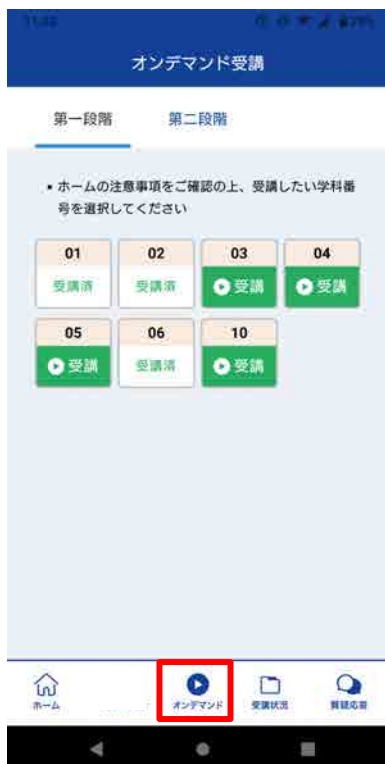 オンデマンド受講
第一段階 第二段階
▪ ホームの注意事項をご確認の上、受講したい学科番
号を選択してください
01 02 03 04
受講済 受講済 受講 受講
05 06 10
受講 受講済 受講
ホーム オンデマンド 受講状況 質疑応答